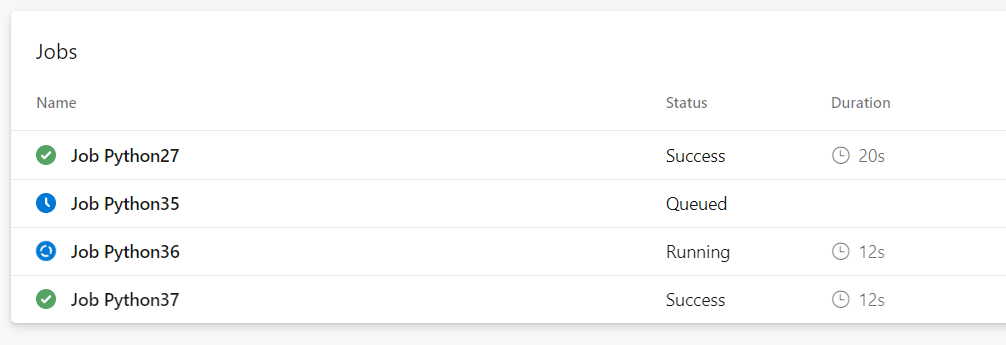 Jobs
Name Status Duration
Job Python27 Success 20s
Job Python35 Queued
Job Python36 Running 12s
Job Python37 Success 12s